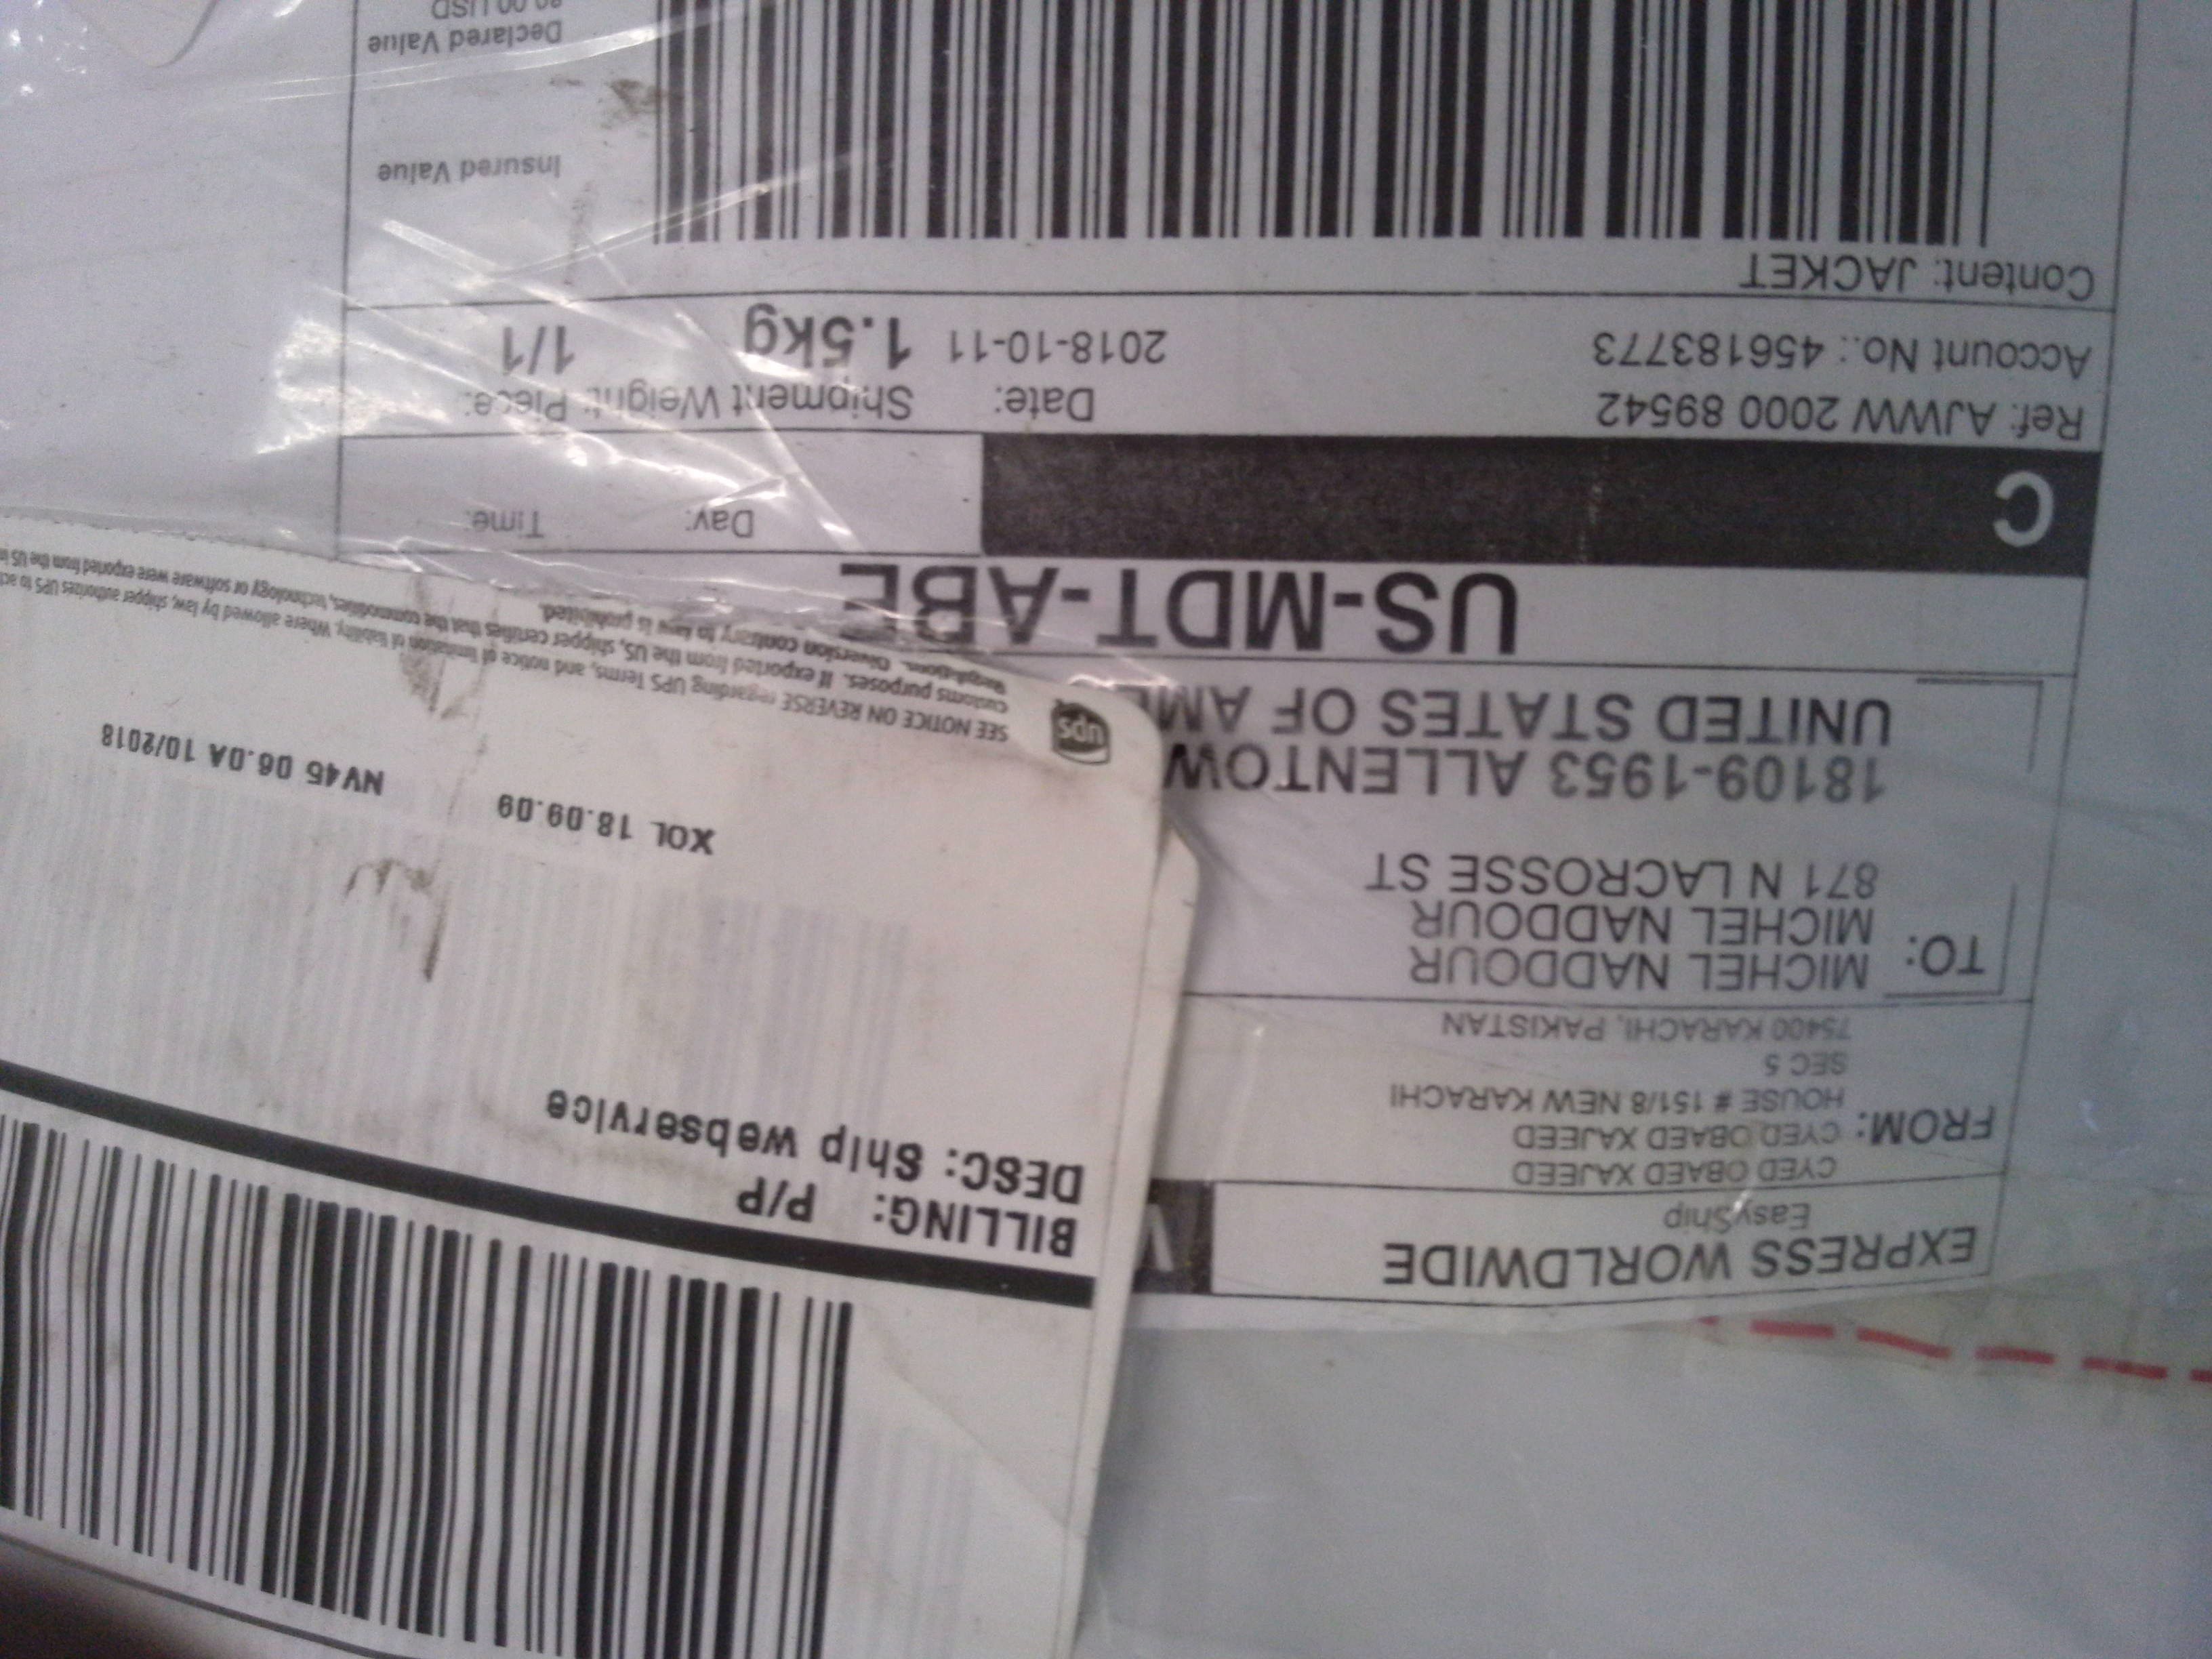 EXPRESS WORLDWIDE
EasyShip
FROM:
CYED OBAED XAJEED
CYED OBAED XAJEED
HOUSE # 151/8 NEW KARACHI
SEC 5
75400 KARACHI, PAKISTAN
TO:
MICHEL NADDOUR
MICHEL NADDOUR
871 N LACROSSE ST
18109-1953 ALLENTOW
UNITED STATES OF AME
US-MDT-ABE
C
Day: Time:
Ref: AJWW 2000 89542
Account No.: 456183773
Date:
2018-10-11
Shipment Weight:
1.5kg
Piece:
1/1
Content: JACKET
Insured Value
Declared Value
BILLING: P/P
DESC: Ship webservice
XOL 18.09.09
NV45 06.0A 10/2018
ups
SEE NOTICE ON REVERSE regarding UPS Terms, and notice of limitation of liability. Where allowed by law, shipper authorizes UPS to ac
customs purposes. If exported from the US, shipper certifies that the commodities, technology or software were exported from the US in
Regulations. Diversion contrary to law is prohibited.